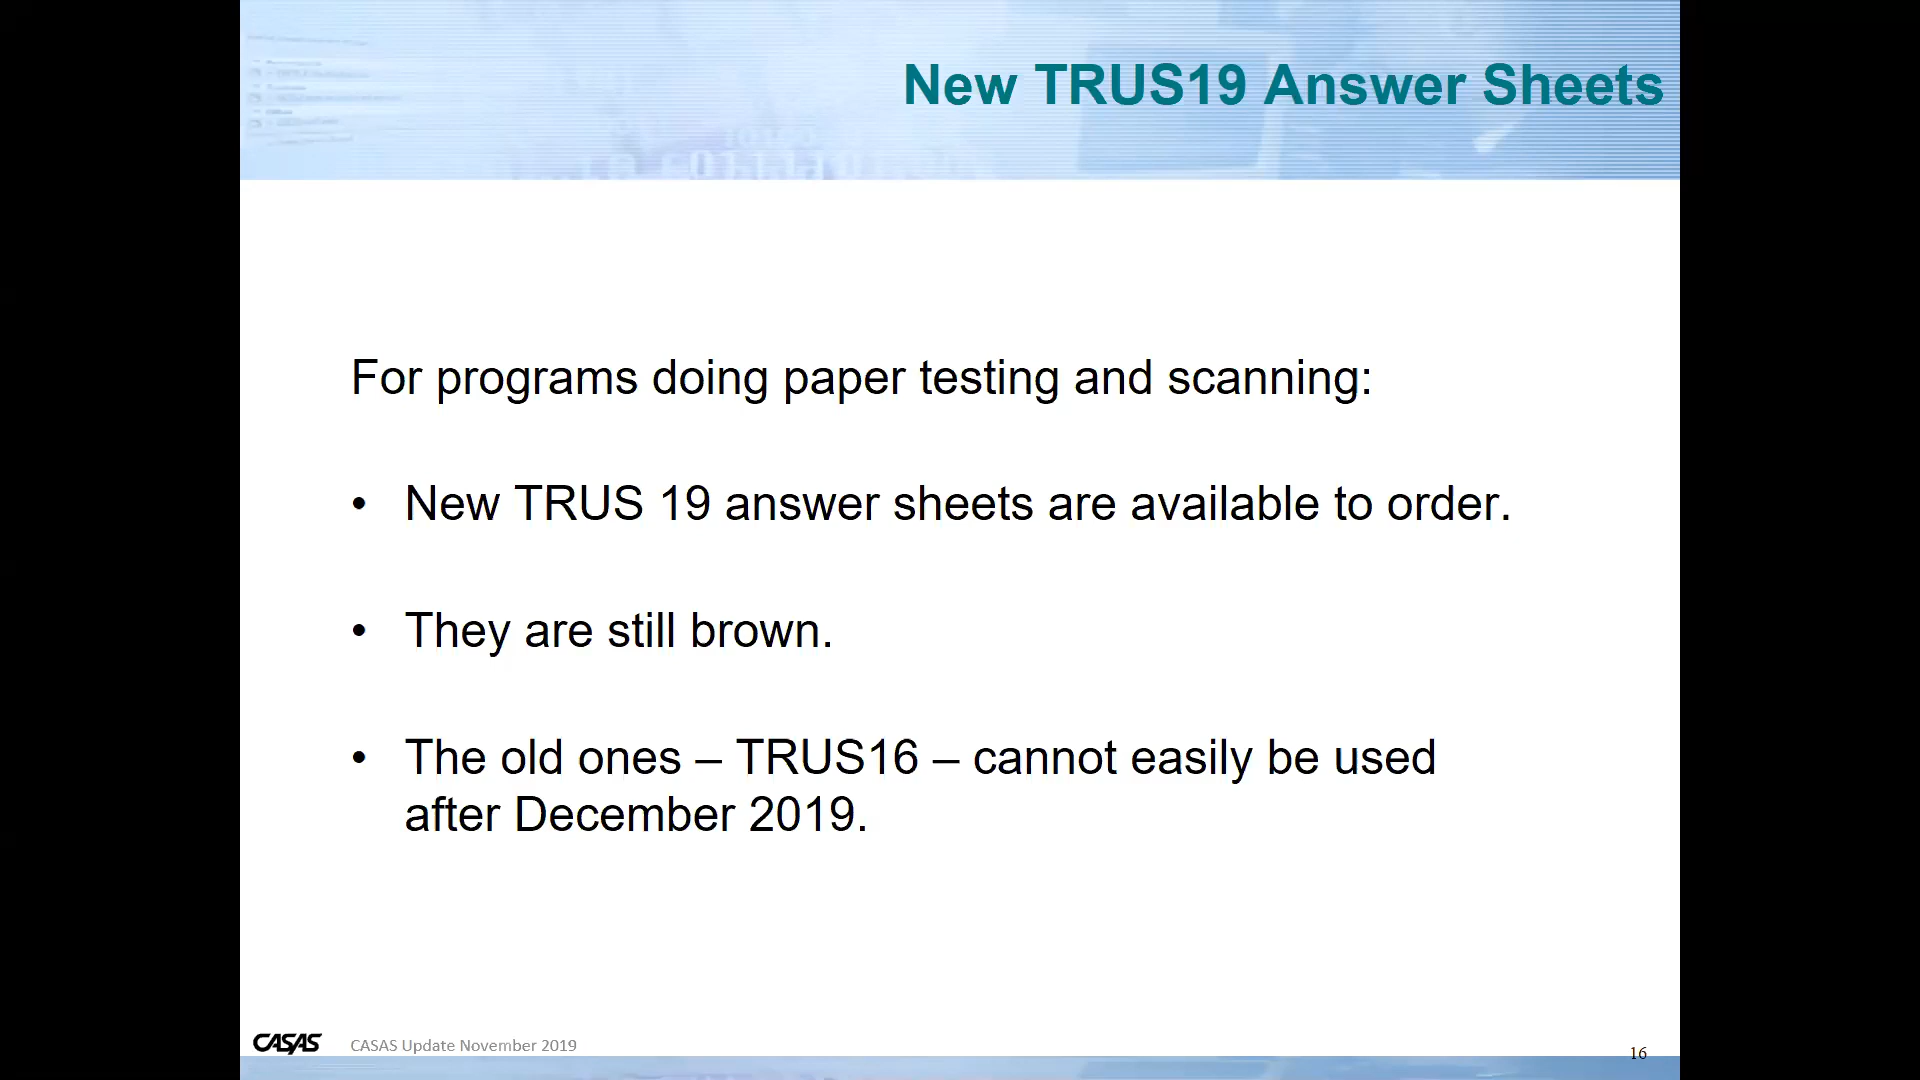 New TRUS19 Answer Sheets
For programs doing paper testing and scanning:
• New TRUS 19 answer sheets are available to order.
• They are still brown.
• The old ones – TRUS16 – cannot easily be used
after December 2019.
CASAS CASAS Update November 2019
16